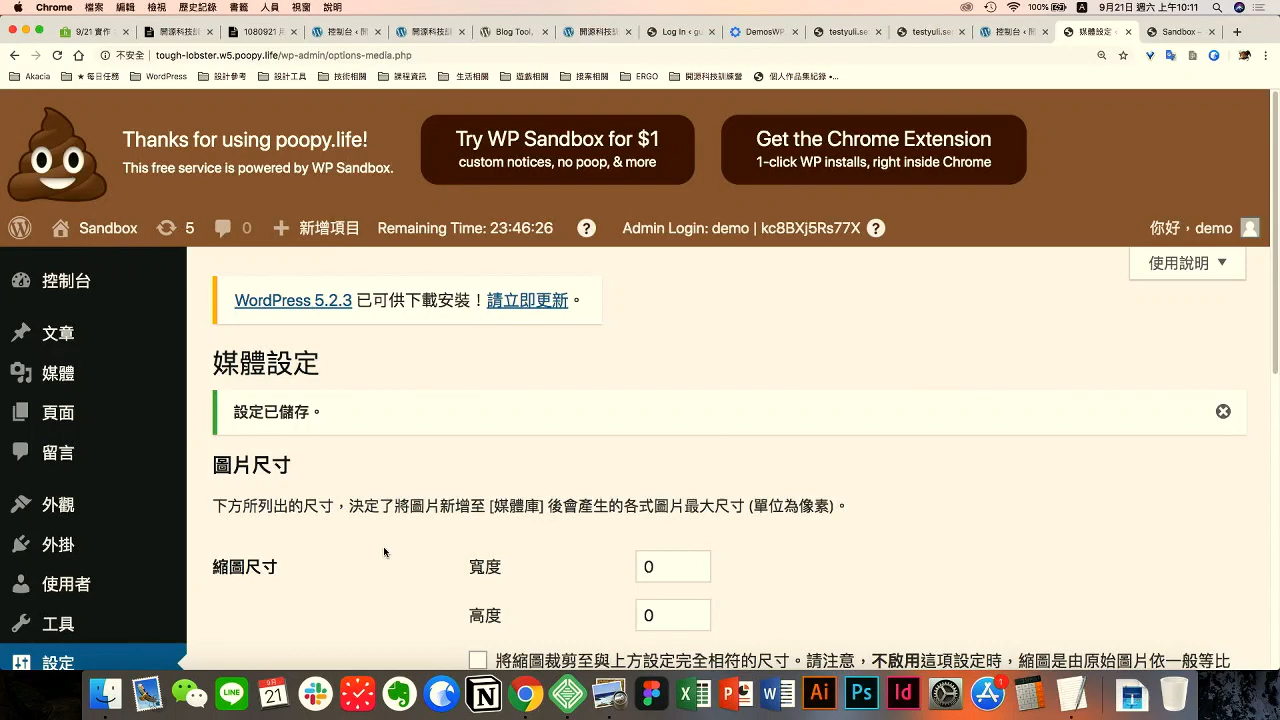 Chrome 檔案 編輯 檢視 歷史記錄 書籤 人員 視窗 說明 100% 9月21日 週六 上午10:11
9/21 實作 開源科技訓 1080921 控制台 ‹ 開 開源科技訓 Blog Tool, 開源科技訓 Log In ‹ DemosWP testyuli.se testyuli.se 控制台 ‹ 開 媒體設定 Sandbox –
不安全 tough-lobster.w5.poopy.life/wp-admin/options-media.php
Akacia ★ 每日任務 WordPress 設計參考 設計工具 技術相關 課程資訊 生活相關 遊戲相關 接案相關 ERGO 開源科技訓練營 個人作品集紀錄 •...
Thanks for using poopy.life!
This free service is powered by WP Sandbox.
Try WP Sandbox for $1
custom notices, no poop, & more
Get the Chrome Extension
1-click WP installs, right inside Chrome
Sandbox 5 0 新增項目 Remaining Time: 23:46:26 ? Admin Login: demo | kc8BXj5Rs77X ? 你好，demo
使用說明
控制台
文章
媒體
頁面
留言
外觀
外掛
使用者
工具
設定
WordPress 5.2.3 已可供下載安裝！請立即更新。
媒體設定
設定已儲存。
圖片尺寸
下方所列出的尺寸，決定了將圖片新增至 [媒體庫] 後會產生的各式圖片最大尺寸 (單位為像素)。
縮圖尺寸
寬度 0
高度 0
將縮圖裁剪至與上方設定完全相符的尺寸。請注意，不啟用這項設定時，縮圖是由原始圖片依一般等比
LINE 9月 21 N X P W Ai Ps Id 1